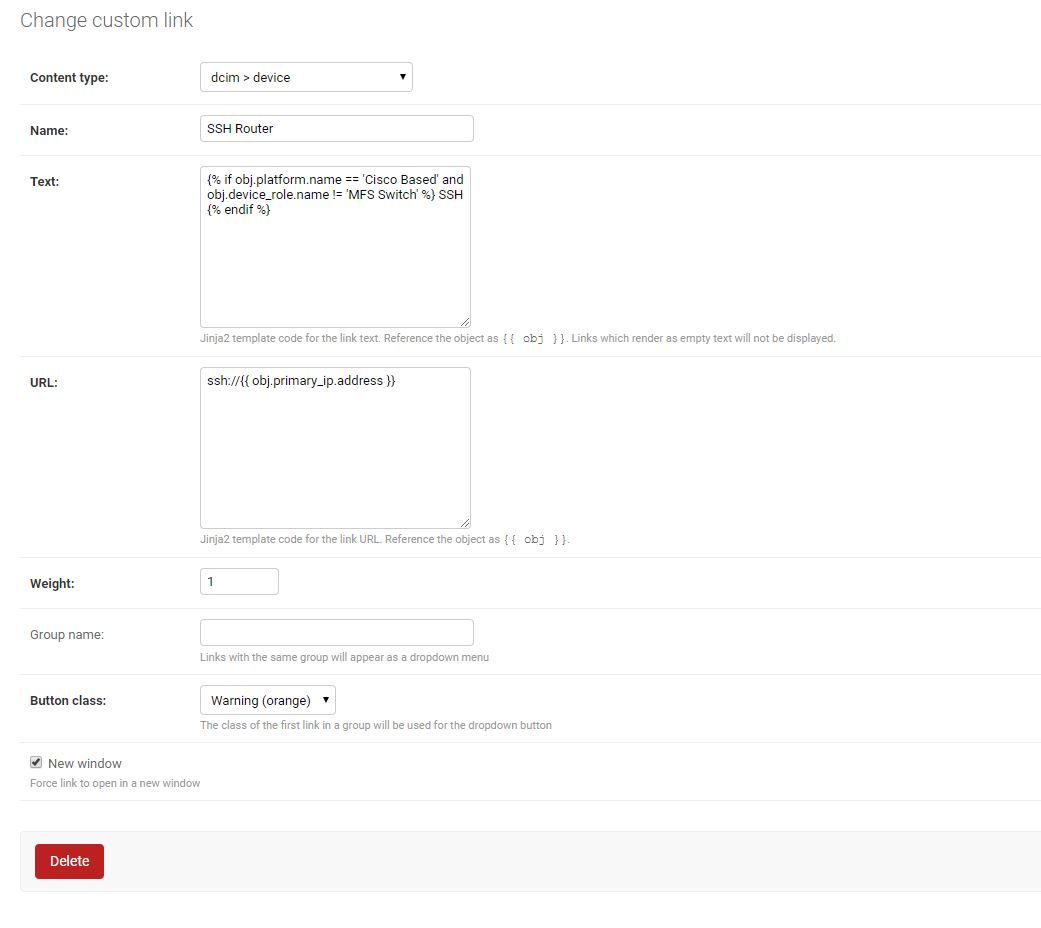 Change custom link
Content type:
dcim > device
Name:
SSH Router
Text:
{% if obj.platform.name == 'Cisco Based' and
obj.device_role.name != 'MFS Switch' %} SSH
{% endif %}
Jinja2 template code for the link text. Reference the object as {{ obj }}. Links which render as empty text will not be displayed.
URL:
ssh://{{ obj.primary_ip.address }}
Jinja2 template code for the link URL. Reference the object as {{ obj }}.
Weight:
1
Group name:
Links with the same group will appear as a dropdown menu
Button class:
Warning (orange)
The class of the first link in a group will be used for the dropdown button
New window
Force link to open in a new window
Delete